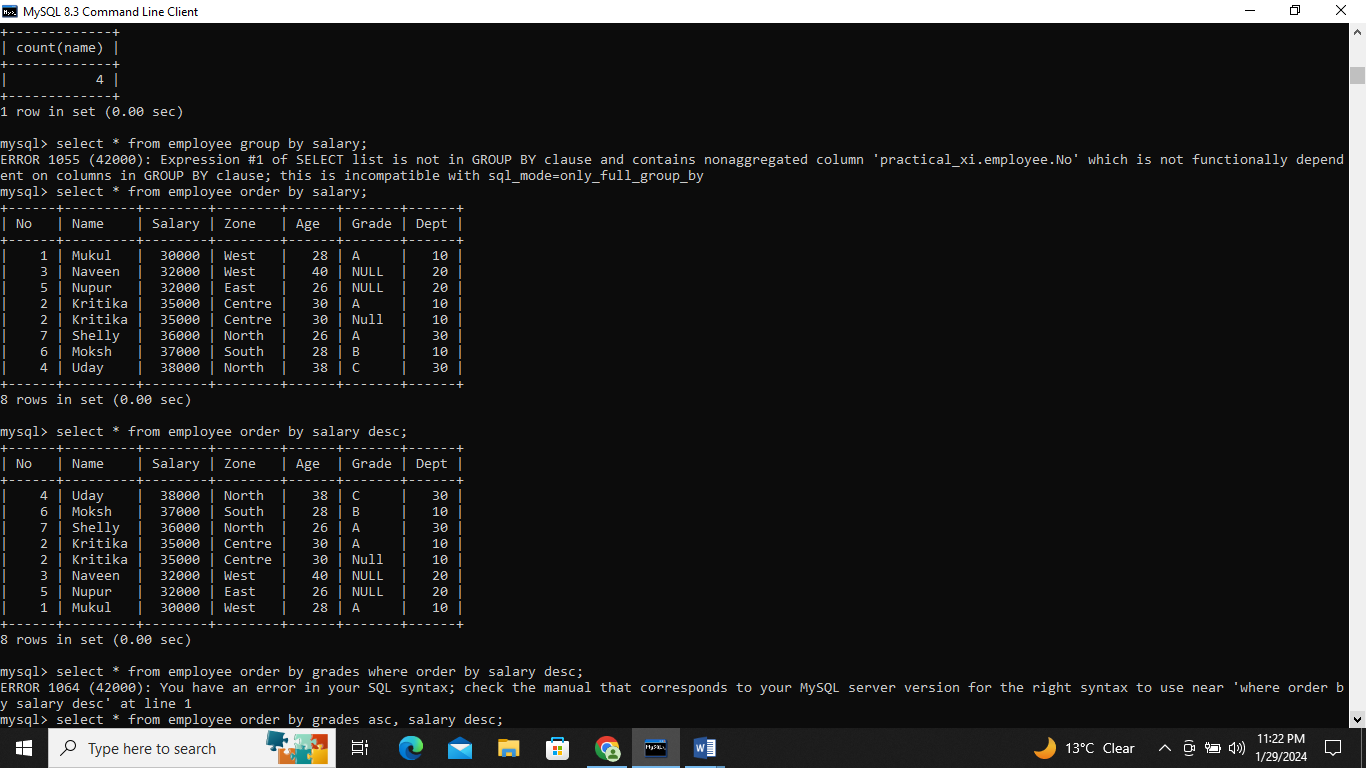 MySQL 8.3 Command Line Client
+-------------+
| count(name) |
+-------------+
|           4 |
+-------------+
1 row in set (0.00 sec)

mysql> select * from employee group by salary;
ERROR 1055 (42000): Expression #1 of SELECT list is not in GROUP BY clause and contains nonaggregated column 'practical_xi.employee.No' which is not functionally depend
ent on columns in GROUP BY clause; this is incompatible with sql_mode=only_full_group_by
mysql> select * from employee order by salary;
+------+---------+--------+--------+------+-------+------+
| No   | Name    | Salary | Zone   | Age  | Grade | Dept |
+------+---------+--------+--------+------+-------+------+
|    1 | Mukul   |  30000 | West   |   28 | A     |   10 |
|    3 | Naveen  |  32000 | West   |   40 | NULL  |   20 |
|    5 | Nupur   |  32000 | East   |   26 | NULL  |   20 |
|    2 | Kritika |  35000 | Centre |   30 | A     |   10 |
|    2 | Kritika |  35000 | Centre |   30 | Null  |   10 |
|    7 | Shelly  |  36000 | North  |   26 | A     |   30 |
|    6 | Moksh   |  37000 | South  |   28 | B     |   10 |
|    4 | Uday    |  38000 | North  |   38 | C     |   30 |
+------+---------+--------+--------+------+-------+------+
8 rows in set (0.00 sec)

mysql> select * from employee order by salary desc;
+------+---------+--------+--------+------+-------+------+
| No   | Name    | Salary | Zone   | Age  | Grade | Dept |
+------+---------+--------+--------+------+-------+------+
|    4 | Uday    |  38000 | North  |   38 | C     |   30 |
|    6 | Moksh   |  37000 | South  |   28 | B     |   10 |
|    7 | Shelly  |  36000 | North  |   26 | A     |   30 |
|    2 | Kritika |  35000 | Centre |   30 | A     |   10 |
|    2 | Kritika |  35000 | Centre |   30 | Null  |   10 |
|    3 | Naveen  |  32000 | West   |   40 | NULL  |   20 |
|    5 | Nupur   |  32000 | East   |   26 | NULL  |   20 |
|    1 | Mukul   |  30000 | West   |   28 | A     |   10 |
+------+---------+--------+--------+------+-------+------+
8 rows in set (0.00 sec)

mysql> select * from employee order by grades where order by salary desc;
ERROR 1064 (42000): You have an error in your SQL syntax; check the manual that corresponds to your MySQL server version for the right syntax to use near 'where order b
y salary desc' at line 1
mysql> select * from employee order by grades asc, salary desc;
Type here to search
13°C Clear
11:22 PM
1/29/2024